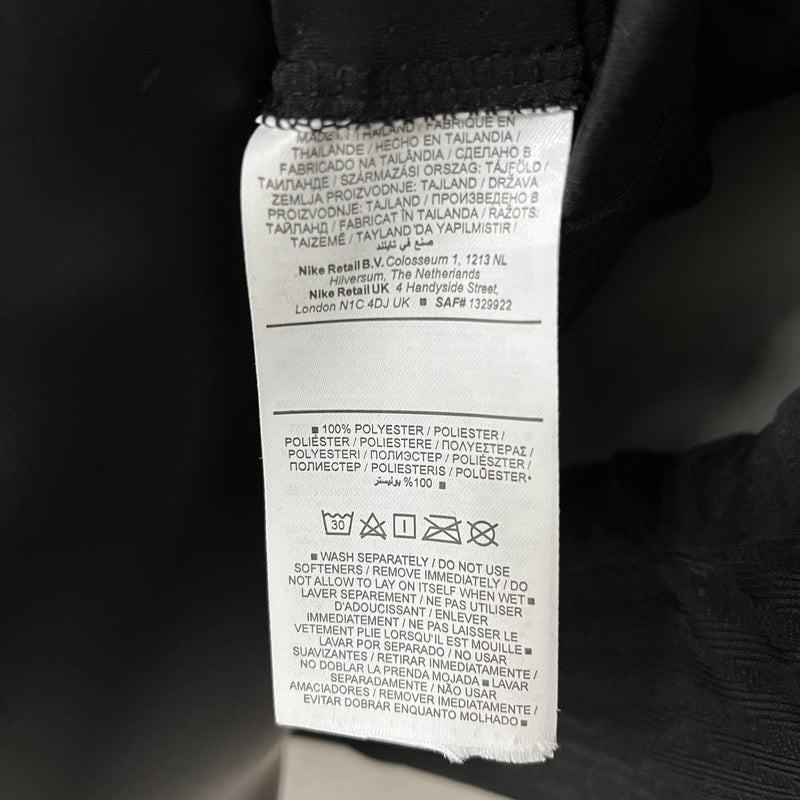 MADE IN THAILAND / FABRIQUE EN
THAILANDE / HECHO EN TAILANDIA /
FABRICADO NA TAILÂNDIA / СДЕЛАНО В
ТАИЛАНДЕ / SZÁRMAZÁSI ORSZAG: TÁJFÖLD /
ZEMLJA PROIZVODNJE: TAJLAND / DRŽAVA
PROIZVODNJE: TAJLAND / ПРОИЗВЕДЕНО В
ТАЙЛАНД / FABRICAT ÎN TAILANDA / RAŽOTS:
TAIZEMĒ / TAYLAND'DA YAPILMISTIR /
صنع في تايلند
Nike Retail B.V. Colosseum 1, 1213 NL
Hilversum, The Netherlands
Nike Retail UK 4 Handyside Street,
London N1C 4DJ UK ■ SAF# 1329922
■ 100% POLYESTER / POLIESTER /
POLIÉSTER / POLIESTERE / ΠΟΛΥΕΣΤΕΡΑΣ /
POLYESTERI / ПОЛИЭСТЕР / POLIÉSZTER /
ПОЛИЕСТЕР / POLIESTERIS / POLÜESTER•
100% بوليستر ■
30
■ WASH SEPARATELY / DO NOT USE
SOFTENERS / REMOVE IMMEDIATELY / DO
NOT ALLOW TO LAY ON ITSELF WHEN WET ■
LAVER SEPAREMENT / NE PAS UTILISER
D'ADOUCISSANT / ENLEVER
IMMEDIATEMENT / NE PAS LAISSER LE
VETEMENT PLIE LORSQU'IL EST MOUILLE ■
LAVAR POR SEPARADO / NO USAR
SUAVIZANTES / RETIRAR INMEDIATAMENTE /
NO DOBLAR LA PRENDA MOJADA ■ LAVAR
SEPARADAMENTE / NÃO USAR
AMACIADORES / REMOVER IMEDIATAMENTE /
EVITAR DOBRAR ENQUANTO MOLHADO ■